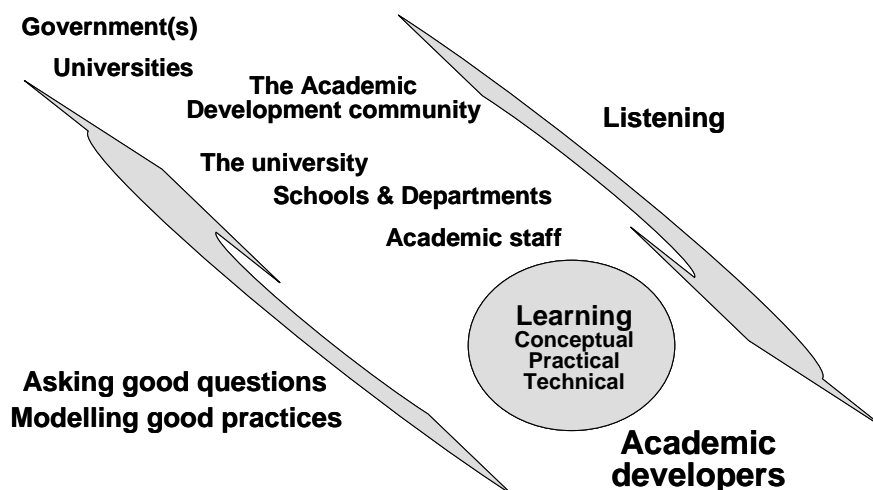 Government(s)
Universities
The Academic
Development community
Listening
The university
Schools & Departments
Academic staff
Learning
Conceptual
Practical
Technical
Asking good questions
Modelling good practices
Academic
developers